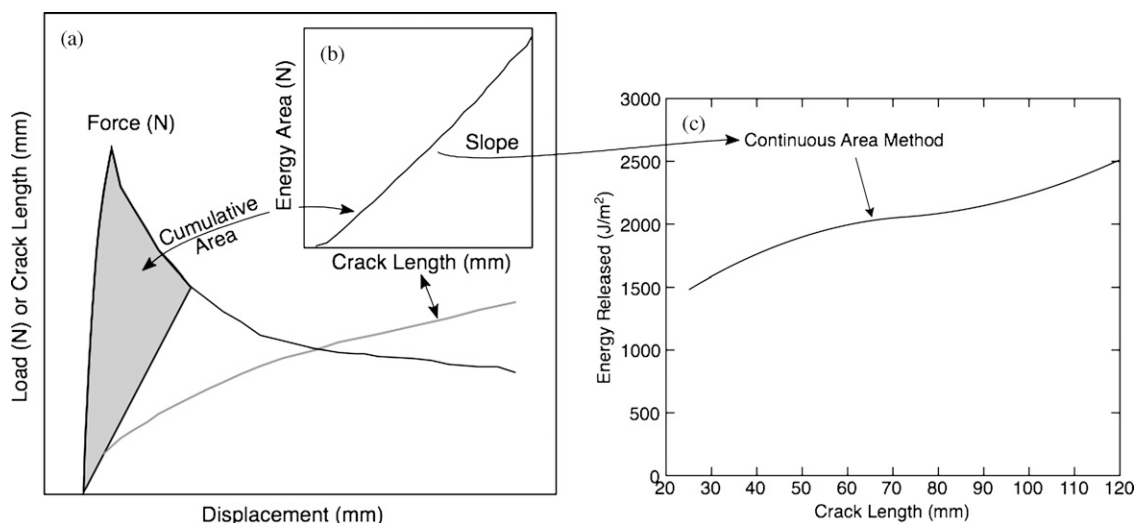 (a)
Force (N)
Cumulative
Area
Load (N) or Crack Length (mm)
Displacement (mm)
(b)
Energy Area (N)
Slope
Crack Length (mm)
(c)
Continuous Area Method
Energy Released (J/m²)
3000
2500
2000
1500
1000
500
0
20 30 40 50 60 70 80 90 100 110 120
Crack Length (mm)